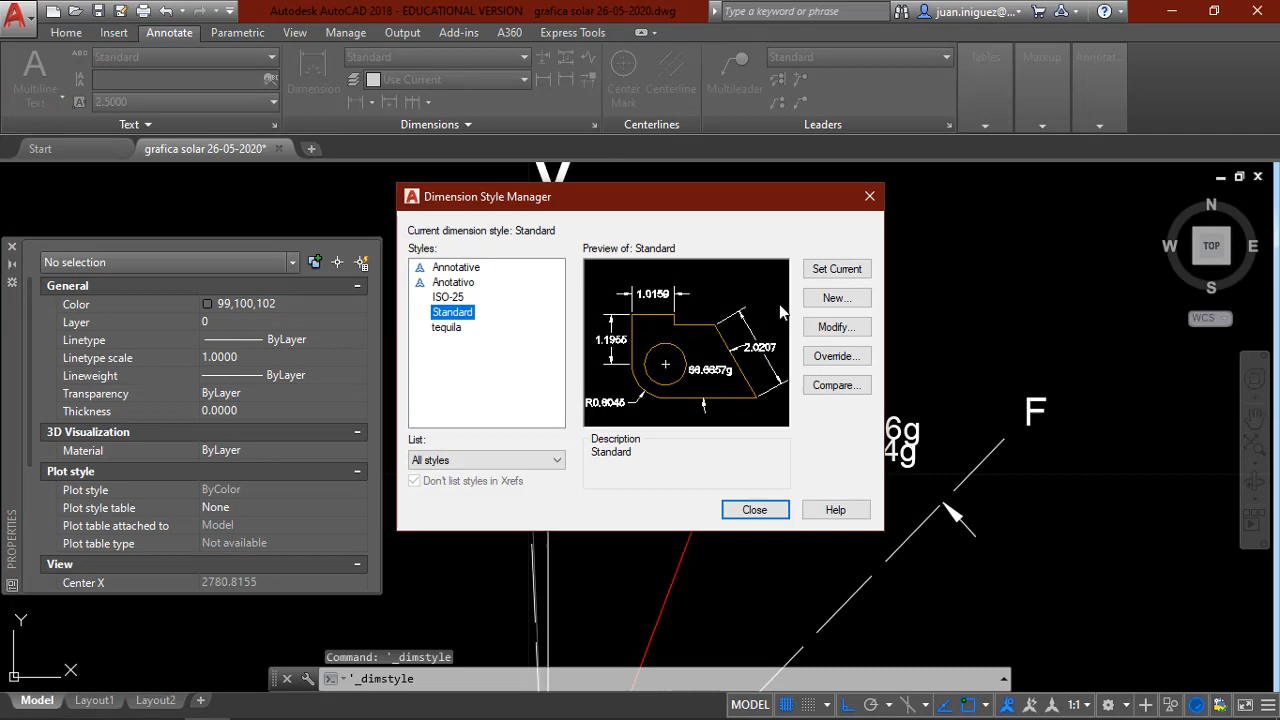 Autodesk AutoCAD 2018 - EDUCATIONAL VERSION    grafica solar 26-05-2020.dwg
Type a keyword or phrase
juan.iniguez@...
Home
Insert
Annotate
Parametric
View
Manage
Output
Add-ins
A360
Express Tools
Multiline
Text
Standard
2.5000
Text
Dimension
Standard
Use Current
Dimensions
Center
Mark
Centerline
Centerlines
Multileader
Standard
Leaders
Tables
Markup
Annotat...
Start
grafica solar 26-05-2020*
No selection
General
Color 99,100,102
Layer 0
Linetype ByLayer
Linetype scale 1.0000
Lineweight ByLayer
Transparency ByLayer
Thickness 0.0000
3D Visualization
Material ByLayer
Plot style
Plot style ByColor
Plot style table None
Plot table attached to Model
Plot table type Not available
View
Center X 2780.8155
PROPERTIES
Dimension Style Manager
Current dimension style: Standard
Styles:
Annotative
Anotativo
ISO-25
Standard
tequila
List:
All styles
Don't list styles in Xrefs
Preview of: Standard
1.0159
1.1955
2.0207
66.6657g
R0.8045
Description
Standard
Set Current
New...
Modify...
Override...
Compare...
Close
Help
N
W
TOP
E
S
WCS
F
6g
4g
Y
X
Command: '_dimstyle
'_dimstyle
Model
Layout1
Layout2
MODEL
1:1